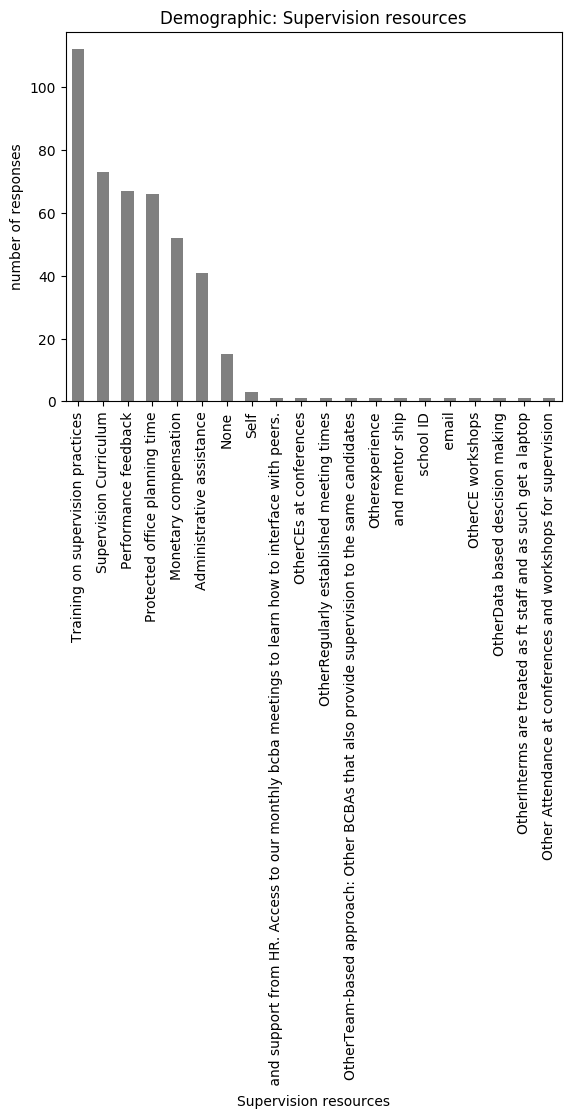 Demographic: Supervision resources
number of responses
100
80
60
40
20
0
Training on supervision practices
Supervision Curriculum
Performance feedback
Protected office planning time
Monetary compensation
Administrative assistance
None
Self
and support from HR. Access to our monthly bcba meetings to learn how to interface with peers.
OtherCEs at conferences
OtherRegularly established meeting times
OtherTeam-based approach: Other BCBAs that also provide supervision to the same candidates
Otherexperience
and mentor ship
school ID
email
OtherCE workshops
OtherData based descision making
OtherInterms are treated as ft staff and as such get a laptop
Other Attendance at conferences and workshops for supervision
Supervision resources